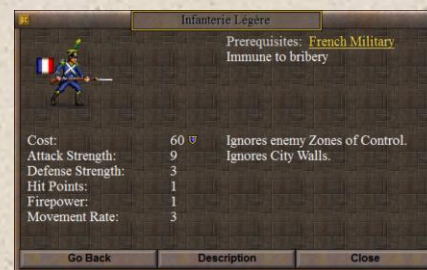 Infanterie Légère
Prerequisites: French Military
Immune to bribery
Cost: 60 Ignores enemy Zones of Control.
Attack Strength: 9 Ignores City Walls.
Defense Strength: 3
Hit Points: 1
Firepower: 1
Movement Rate: 3
Go Back Description Close